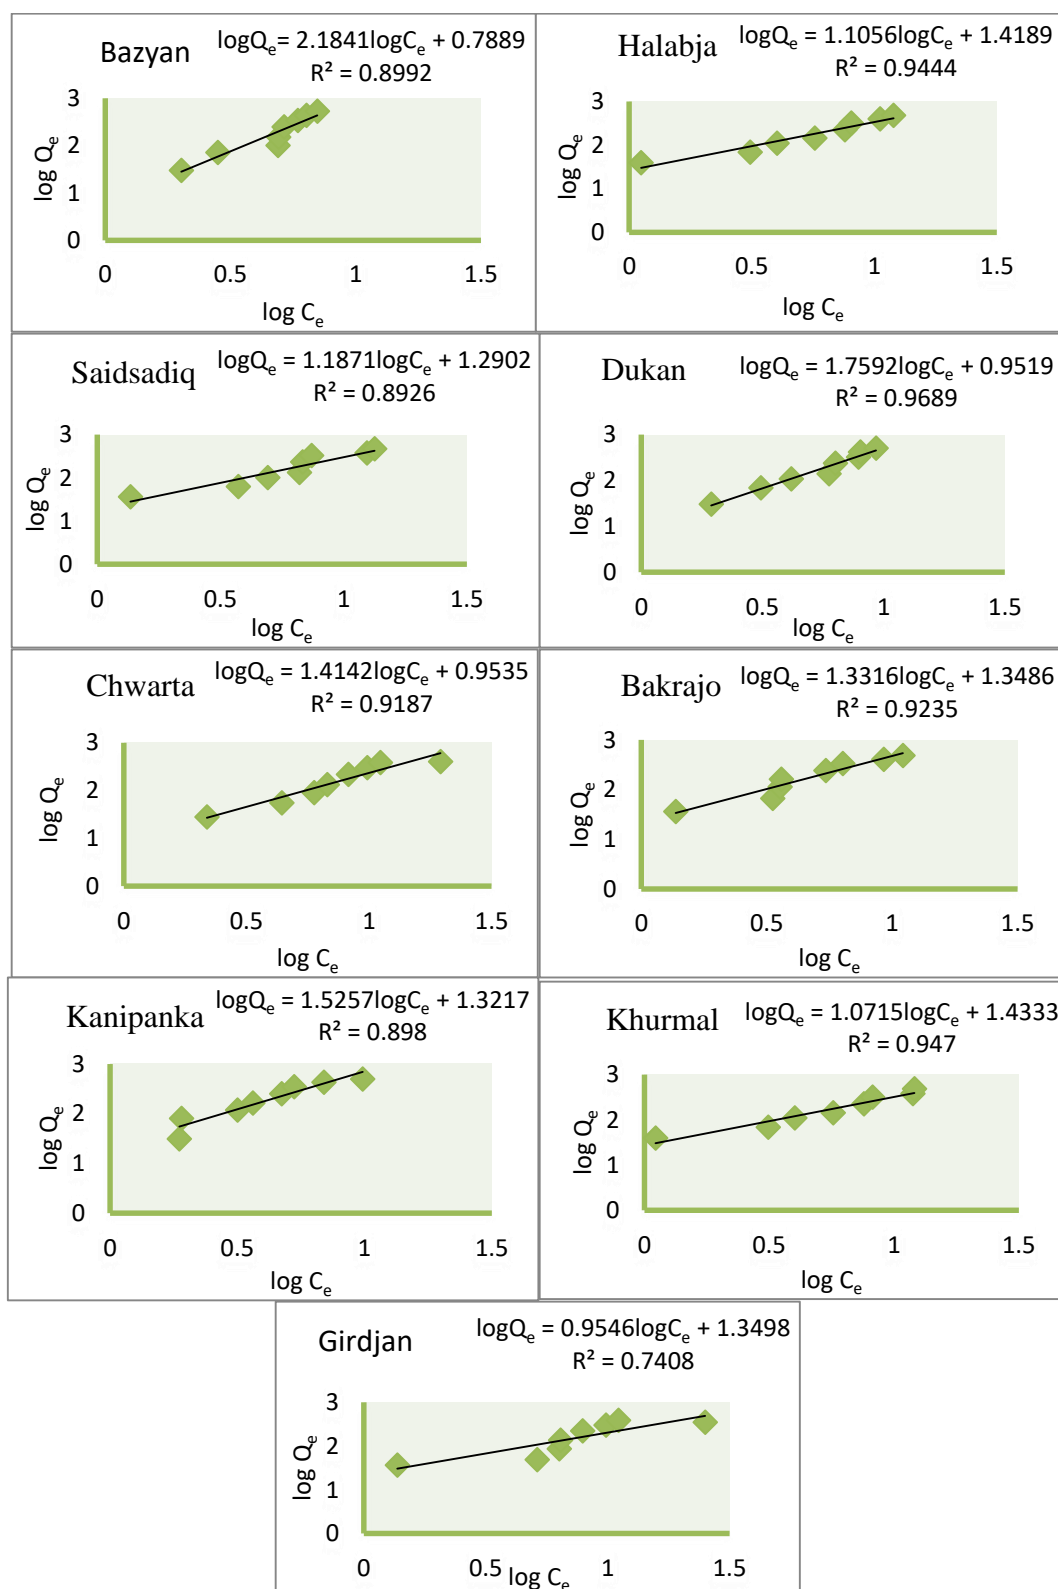 Bazyan
logQe= 2.1841logCe + 0.7889
R² = 0.8992
3
2
1
0
log Qe
0 0.5 1 1.5
log Ce
Halabja
logQe = 1.1056logCe + 1.4189
R² = 0.9444
3
2
1
0
log Qe
0 0.5 1 1.5
log Ce
Saidsadiq
logQe = 1.1871logCe + 1.2902
R² = 0.8926
3
2
1
0
log Qe
0 0.5 1 1.5
log Ce
Dukan
logQe = 1.7592logCe + 0.9519
R² = 0.9689
3
2
1
0
log Qe
0 0.5 1 1.5
log Ce
Chwarta
logQe = 1.4142logCe + 0.9535
R² = 0.9187
3
2
1
0
log Qe
0 0.5 1 1.5
log Ce
Bakrajo
logQe = 1.3316logCe + 1.3486
R² = 0.9235
3
2
1
0
log Qe
0 0.5 1 1.5
log Ce
Kanipanka
logQe = 1.5257logCe + 1.3217
R² = 0.898
3
2
1
0
log Qe
0 0.5 1 1.5
log Ce
Khurmal
logQe = 1.0715logCe + 1.4333
R² = 0.947
3
2
1
0
log Qe
0 0.5 1 1.5
log Ce
Girdjan
logQe = 0.9546logCe + 1.3498
R² = 0.7408
3
2
1
0
log Qe
0 0.5 1 1.5
log Ce